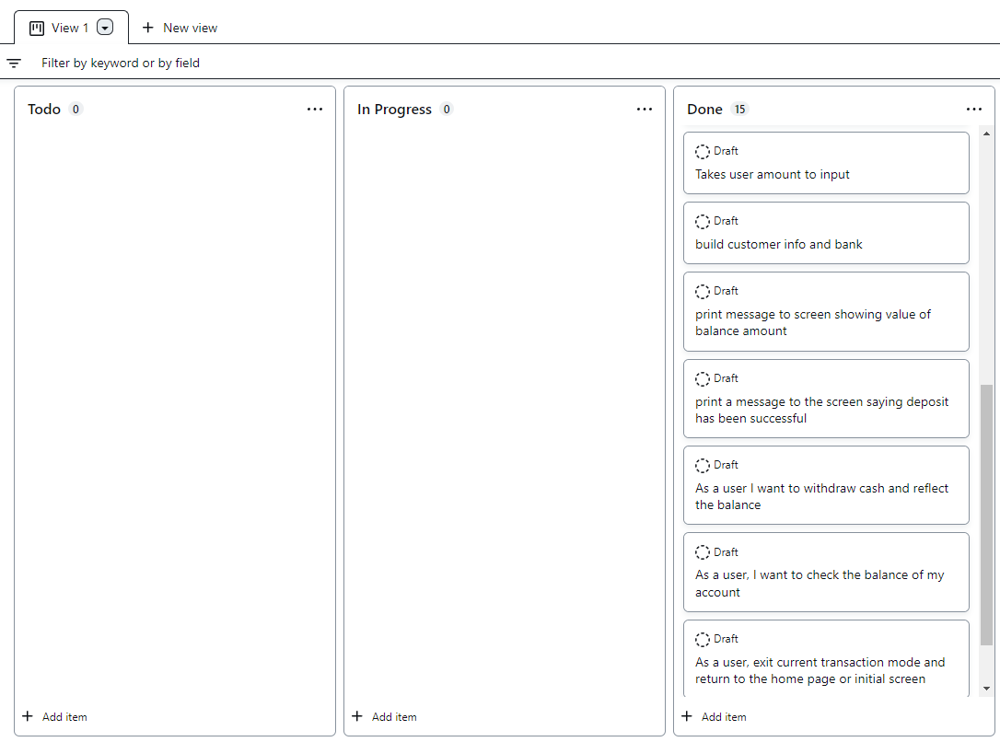 View 1
New view
Filter by keyword or by field
Todo 0
In Progress 0
Done 15
Draft
Takes user amount to input
Draft
build customer info and bank
Draft
print message to screen showing value of
balance amount
Draft
print a message to the screen saying deposit
has been successful
Draft
As a user I want to withdraw cash and reflect
the balance
Draft
As a user, I want to check the balance of my
account
Draft
As a user, exit current transaction mode and
return to the home page or initial screen
Add item
Add item
Add item